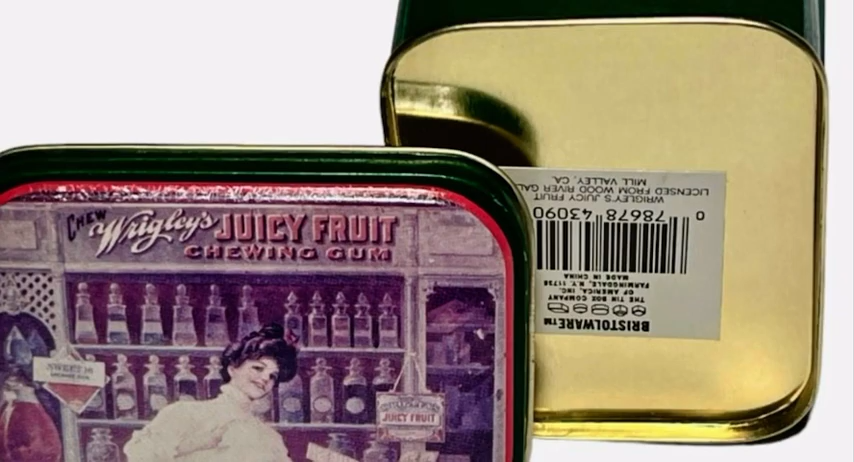 CHEW Wrigley's JUICY FRUIT
CHEWING GUM
JUICY FRUIT
BRISTOLWARE™
THE TIN BOX COMPANY
OF AMERICA, INC.
FARMINGDALE, N.Y. 11735
MADE IN CHINA
0 78678 43090
WRIGLEY'S JUICY FRUIT
LICENSED FROM WOOD RIVER GAL
MILL VALLEY, CA.